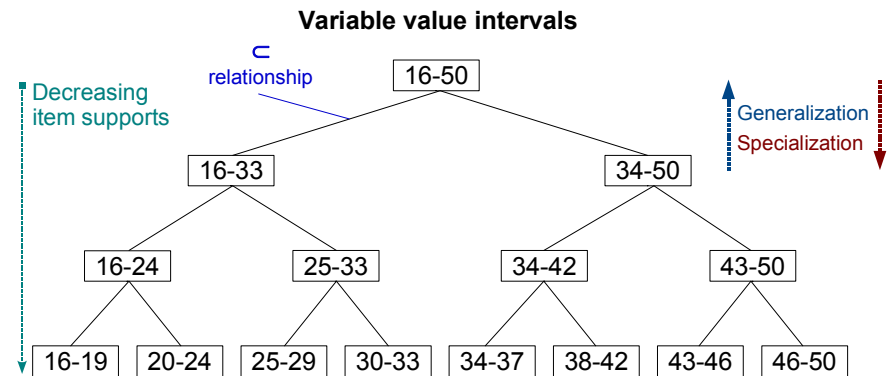 Variable value intervals
⊂
relationship
16-50
Decreasing
item supports
Generalization
Specialization
16-33
34-50
16-24
25-33
34-42
43-50
16-19
20-24
25-29
30-33
34-37
38-42
43-46
46-50